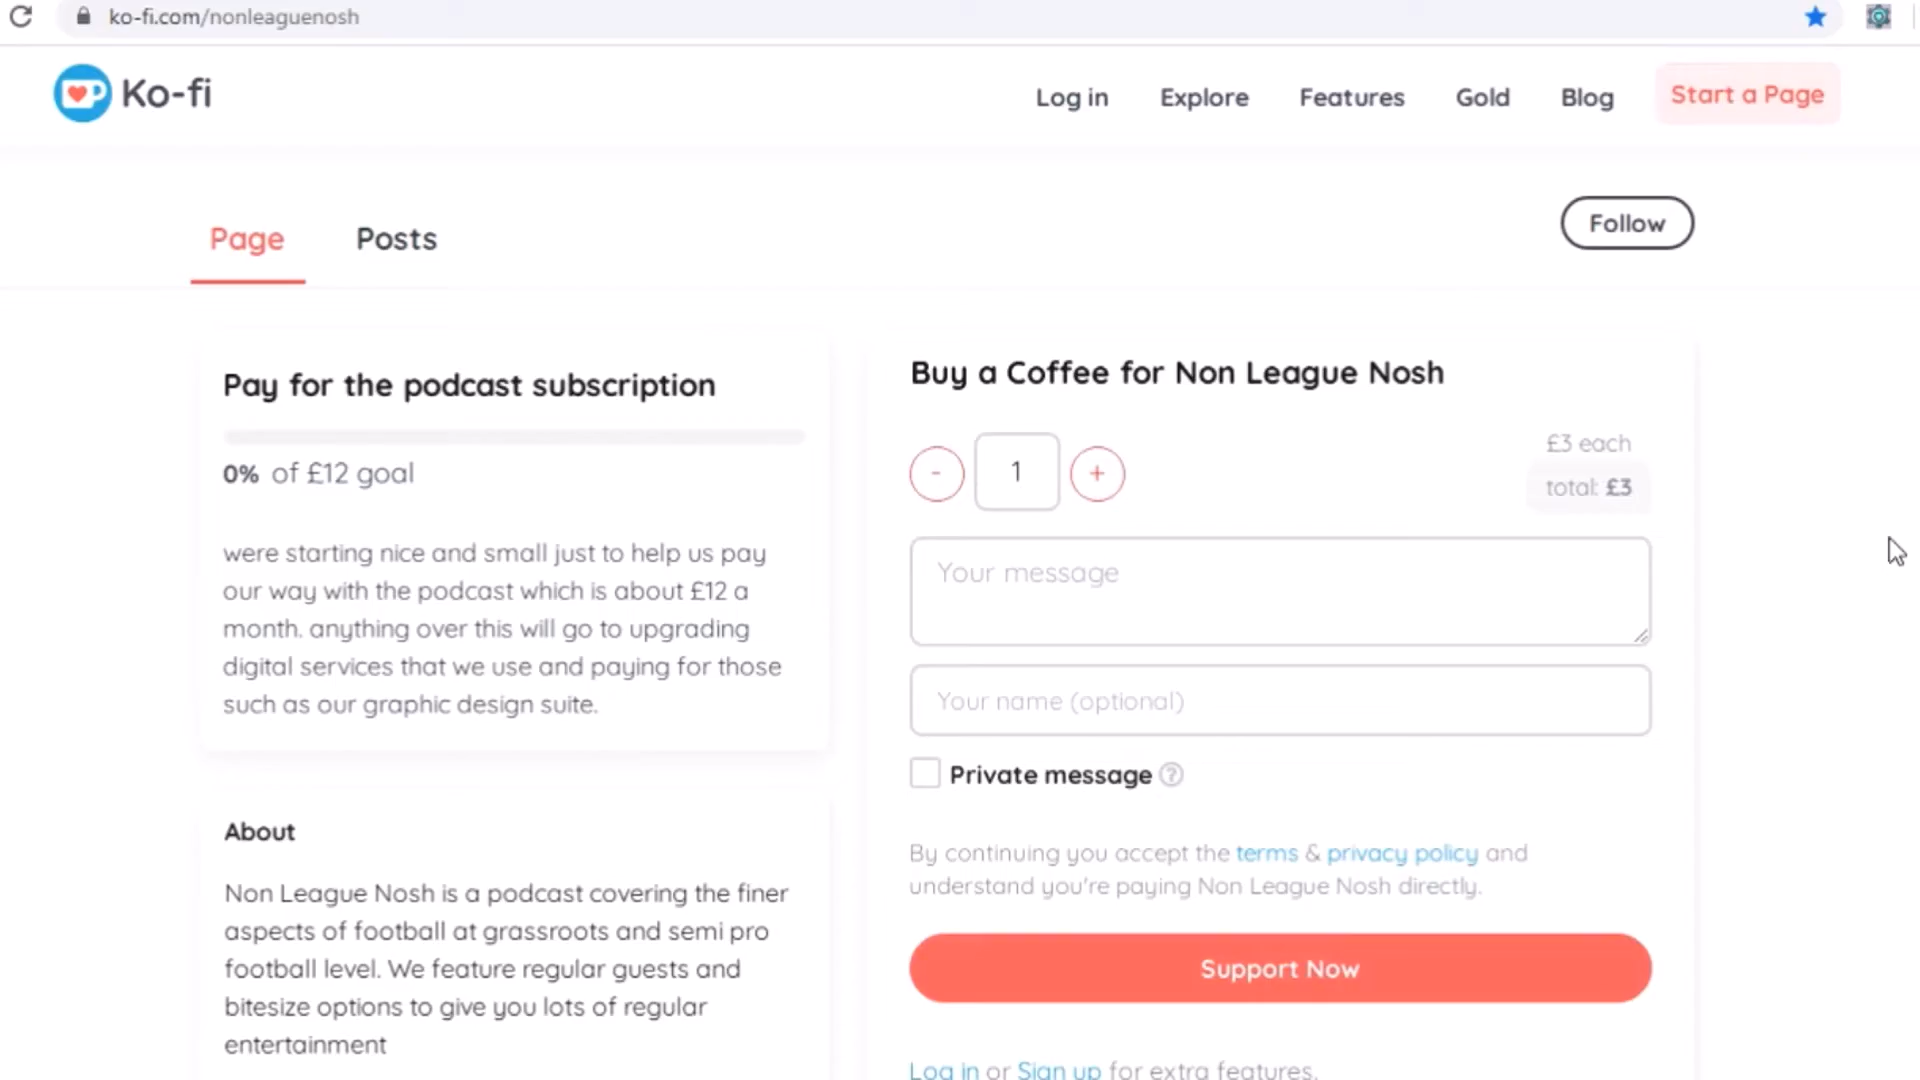 ko-fi.com/nonleaguenosh
Ko-fi
Log in
Explore
Features
Gold
Blog
Start a Page
Page
Posts
Follow
Pay for the podcast subscription
0% of £12 goal
were starting nice and small just to help us pay
our way with the podcast which is about £12 a
month. anything over this will go to upgrading
digital services that we use and paying for those
such as our graphic design suite.
About
Non League Nosh is a podcast covering the finer
aspects of football at grassroots and semi pro
football level. We feature regular guests and
bitesize options to give you lots of regular
entertainment
Buy a Coffee for Non League Nosh
- 1 +
£3 each
total: £3
Your message
Your name (optional)
Private message ?
By continuing you accept the terms & privacy policy and
understand you're paying Non League Nosh directly.
Support Now
Log in or Sign up for extra features.